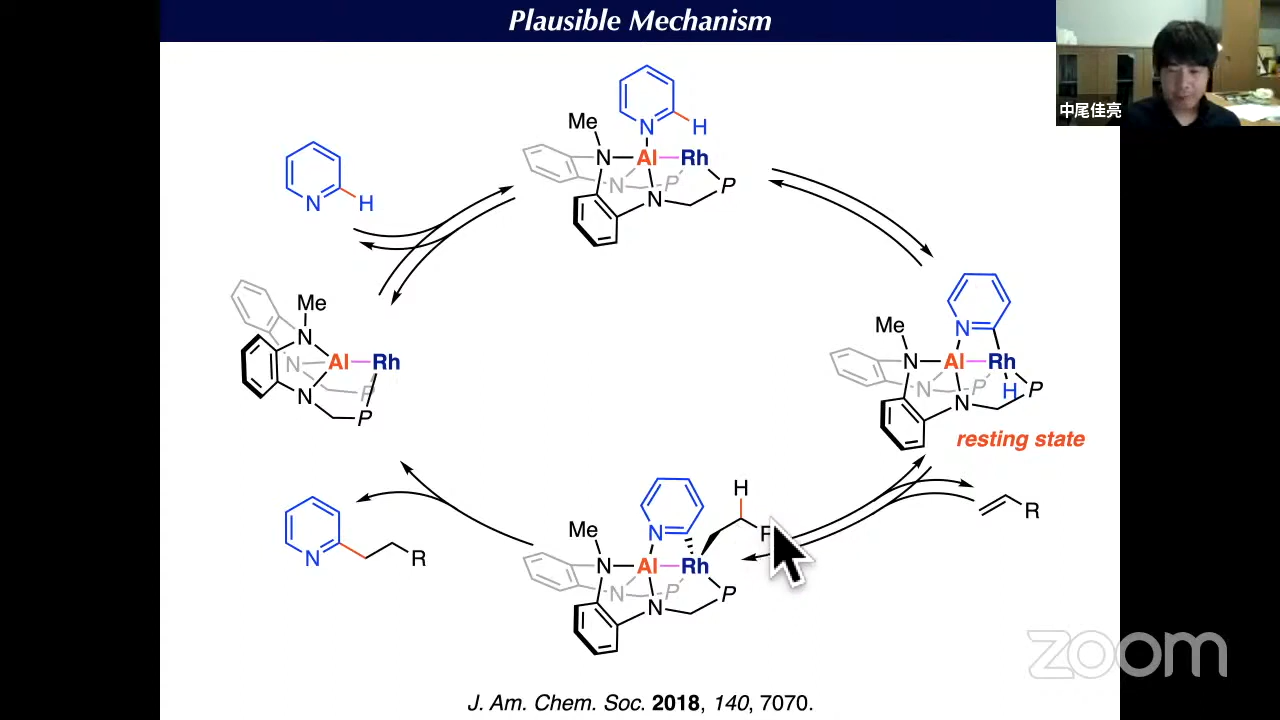 Plausible Mechanism
中尾佳亮
N
H
Me
N
H
N
Al
Rh
N
P
N
P
Me
N
Al
Rh
N
P
N
P
Me
N
N
Al
Rh
N
P
H
P
N
resting state
R
N
R
Me
N
H
N
Al
Rh
N
P
N
P
zoom
J. Am. Chem. Soc. 2018, 140, 7070.